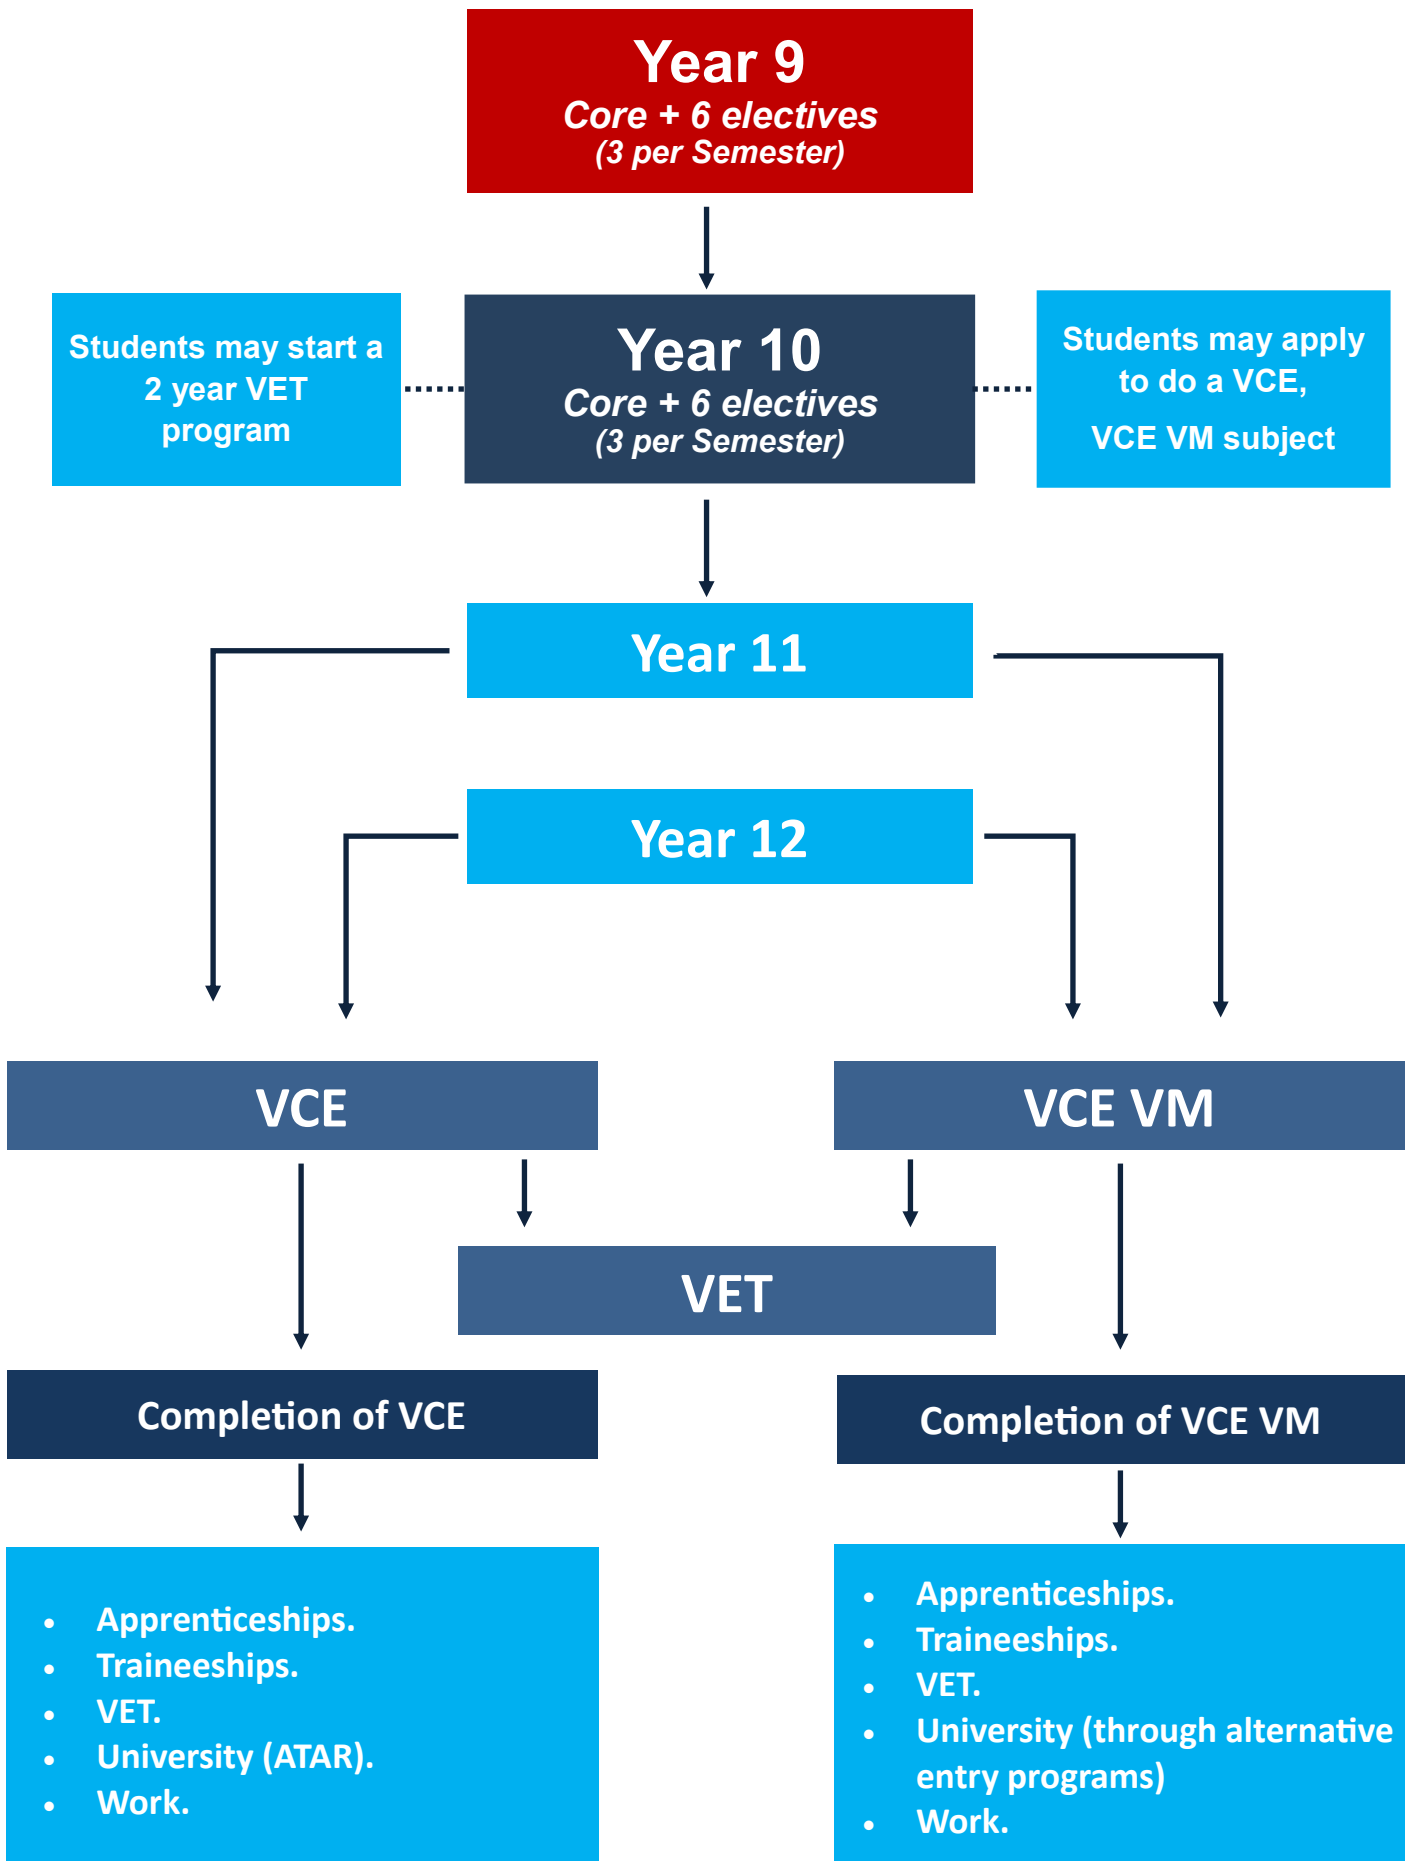 Year 9
Core + 6 electives
(3 per Semester)
Students may start a
2 year VET
program
Year 10
Core + 6 electives
(3 per Semester)
Students may apply
to do a VCE,
VCE VM subject
Year 11
Year 12
VCE
VCE VM
VET
Completion of VCE
Completion of VCE VM
• Apprenticeships.
• Traineeships.
• VET.
• University (ATAR).
• Work.
• Apprenticeships.
• Traineeships.
• VET.
• University (through alternative
entry programs)
• Work.